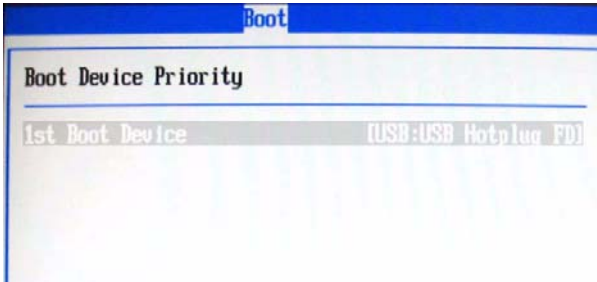 Boot
Boot Device Priority
1st Boot Device [USB:USB Hotplug FD]